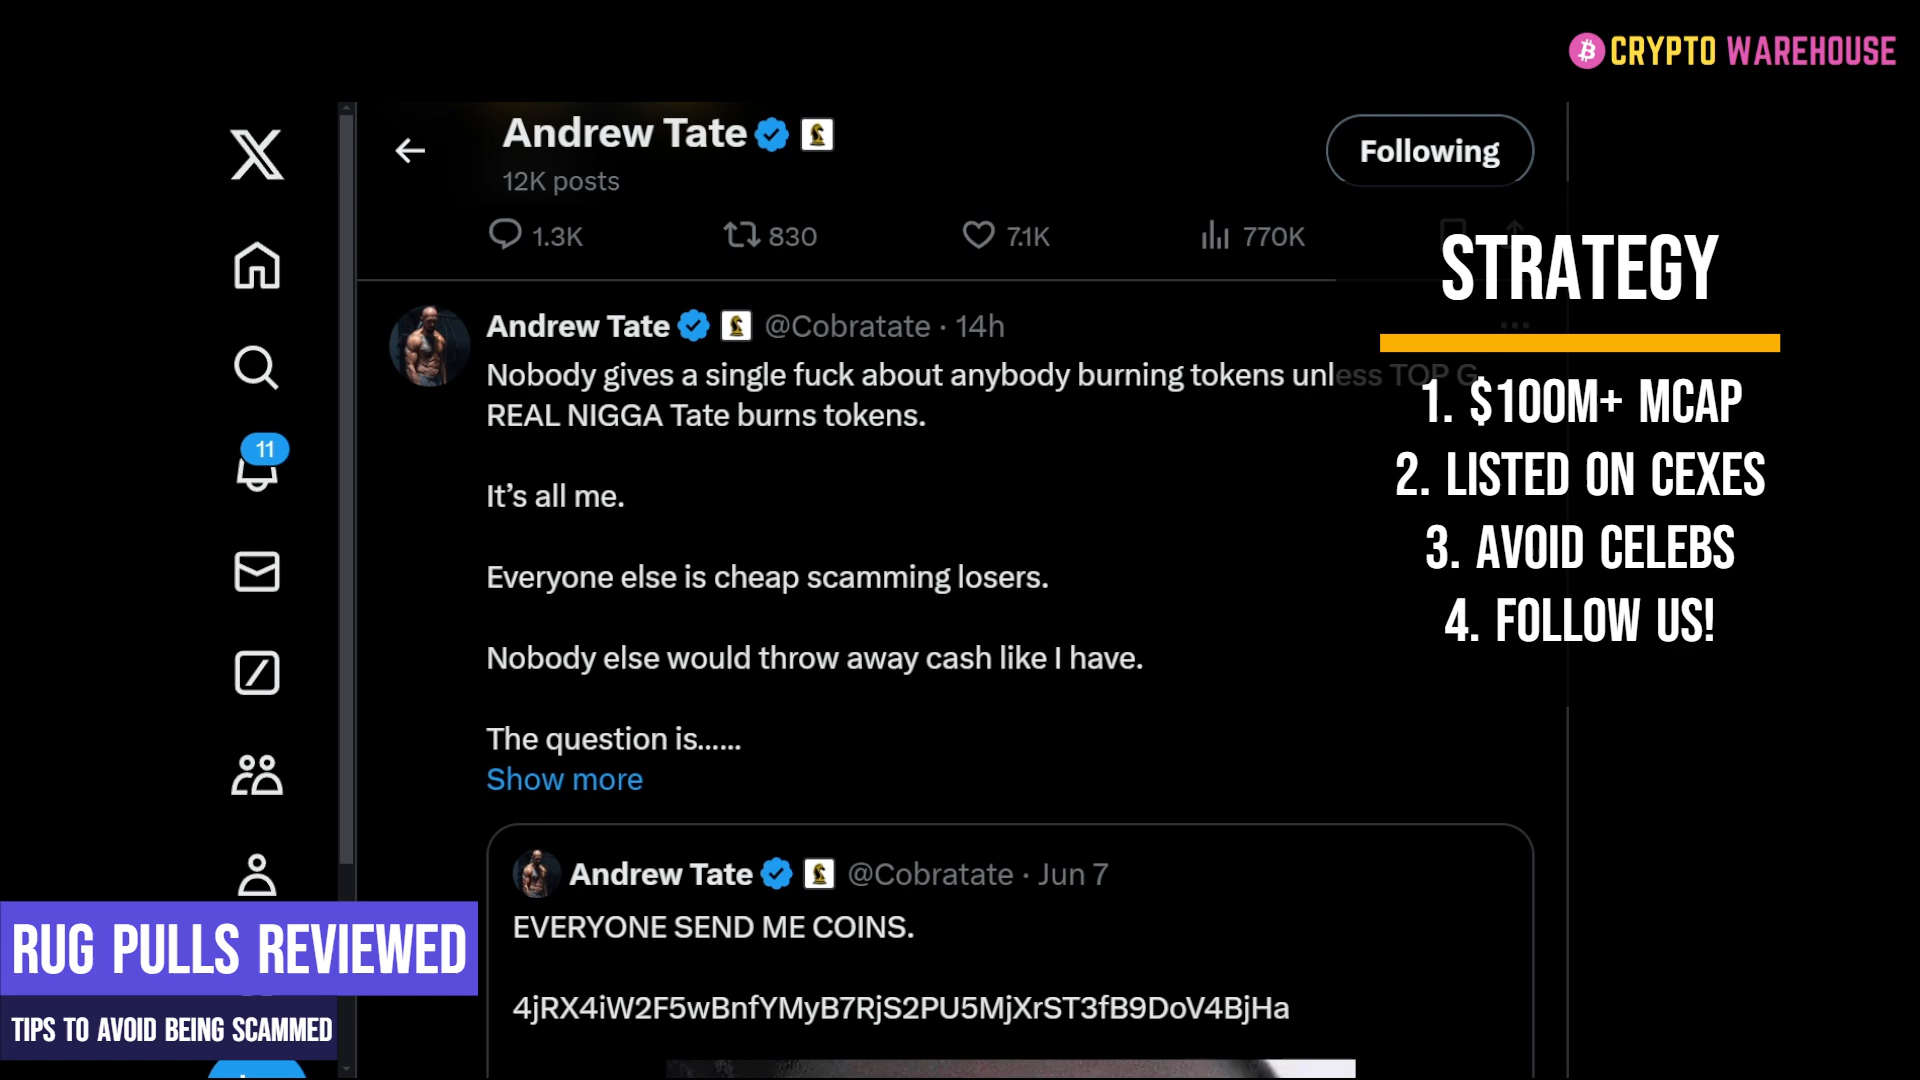 CRYPTO WAREHOUSE
Andrew Tate
12K posts
Following
1.3K 830 7.1K 770K
STRATEGY
1. $100M+ MCAP
2. LISTED ON CEXES
3. AVOID CELEBS
4. FOLLOW US!
11
Andrew Tate @Cobratate · 14h
Nobody gives a single fuck about anybody burning tokens unless TOP G
REAL NIGGA Tate burns tokens.
It's all me.
Everyone else is cheap scamming losers.
Nobody else would throw away cash like I have.
The question is......
Show more
Andrew Tate @Cobratate · Jun 7
EVERYONE SEND ME COINS.
4jRX4iW2F5wBnfYMyB7RjS2PU5MjXrST3fB9DoV4BjHa
RUG PULLS REVIEWED
TIPS TO AVOID BEING SCAMMED